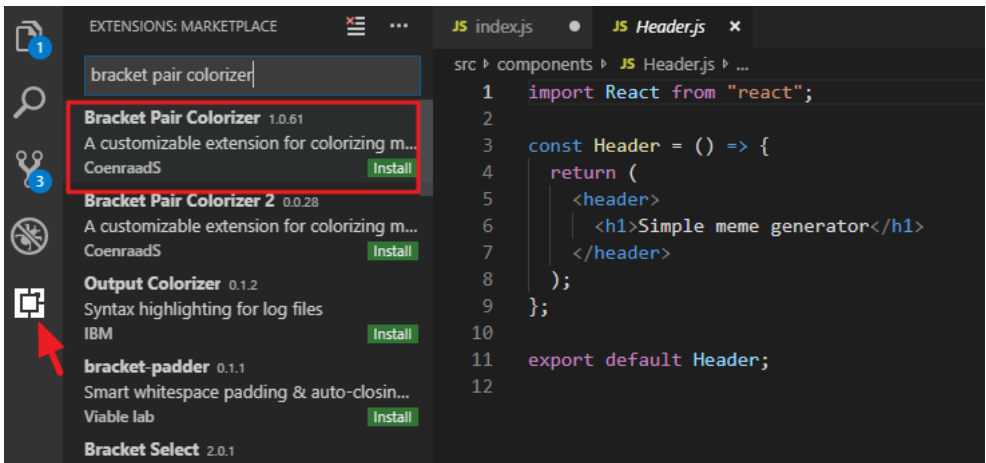 1
3
EXTENSIONS: MARKETPLACE
bracket pair colorizer
Bracket Pair Colorizer 1.0.61
A customizable extension for colorizing m...
CoenraadS Install
Bracket Pair Colorizer 2 0.0.28
A customizable extension for colorizing m...
CoenraadS Install
Output Colorizer 0.1.2
Syntax highlighting for log files
IBM Install
bracket-padder 0.1.1
Smart whitespace padding & auto-closin...
Viable lab Install
Bracket Select 2.0.1
JS index.js ● JS Header.js ×
src ▸ components ▸ JS Header.js ▸ ...
1 import React from "react";
2
3 const Header = () => {
4 return (
5 <header>
6 <h1>Simple meme generator</h1>
7 </header>
8 );
9 };
10
11 export default Header;
12